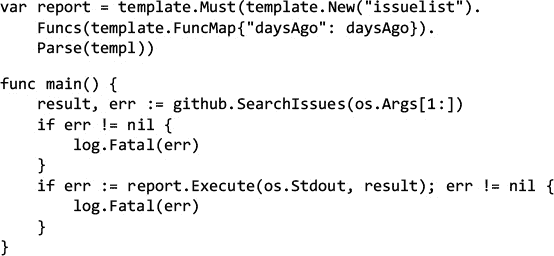 var report = template.Must(template.New("issuelist").
    Funcs(template.FuncMap{"daysAgo": daysAgo}).
    Parse(templ))

func main() {
    result, err := github.SearchIssues(os.Args[1:])
    if err != nil {
        log.Fatal(err)
    }
    if err := report.Execute(os.Stdout, result); err != nil {
        log.Fatal(err)
    }
}